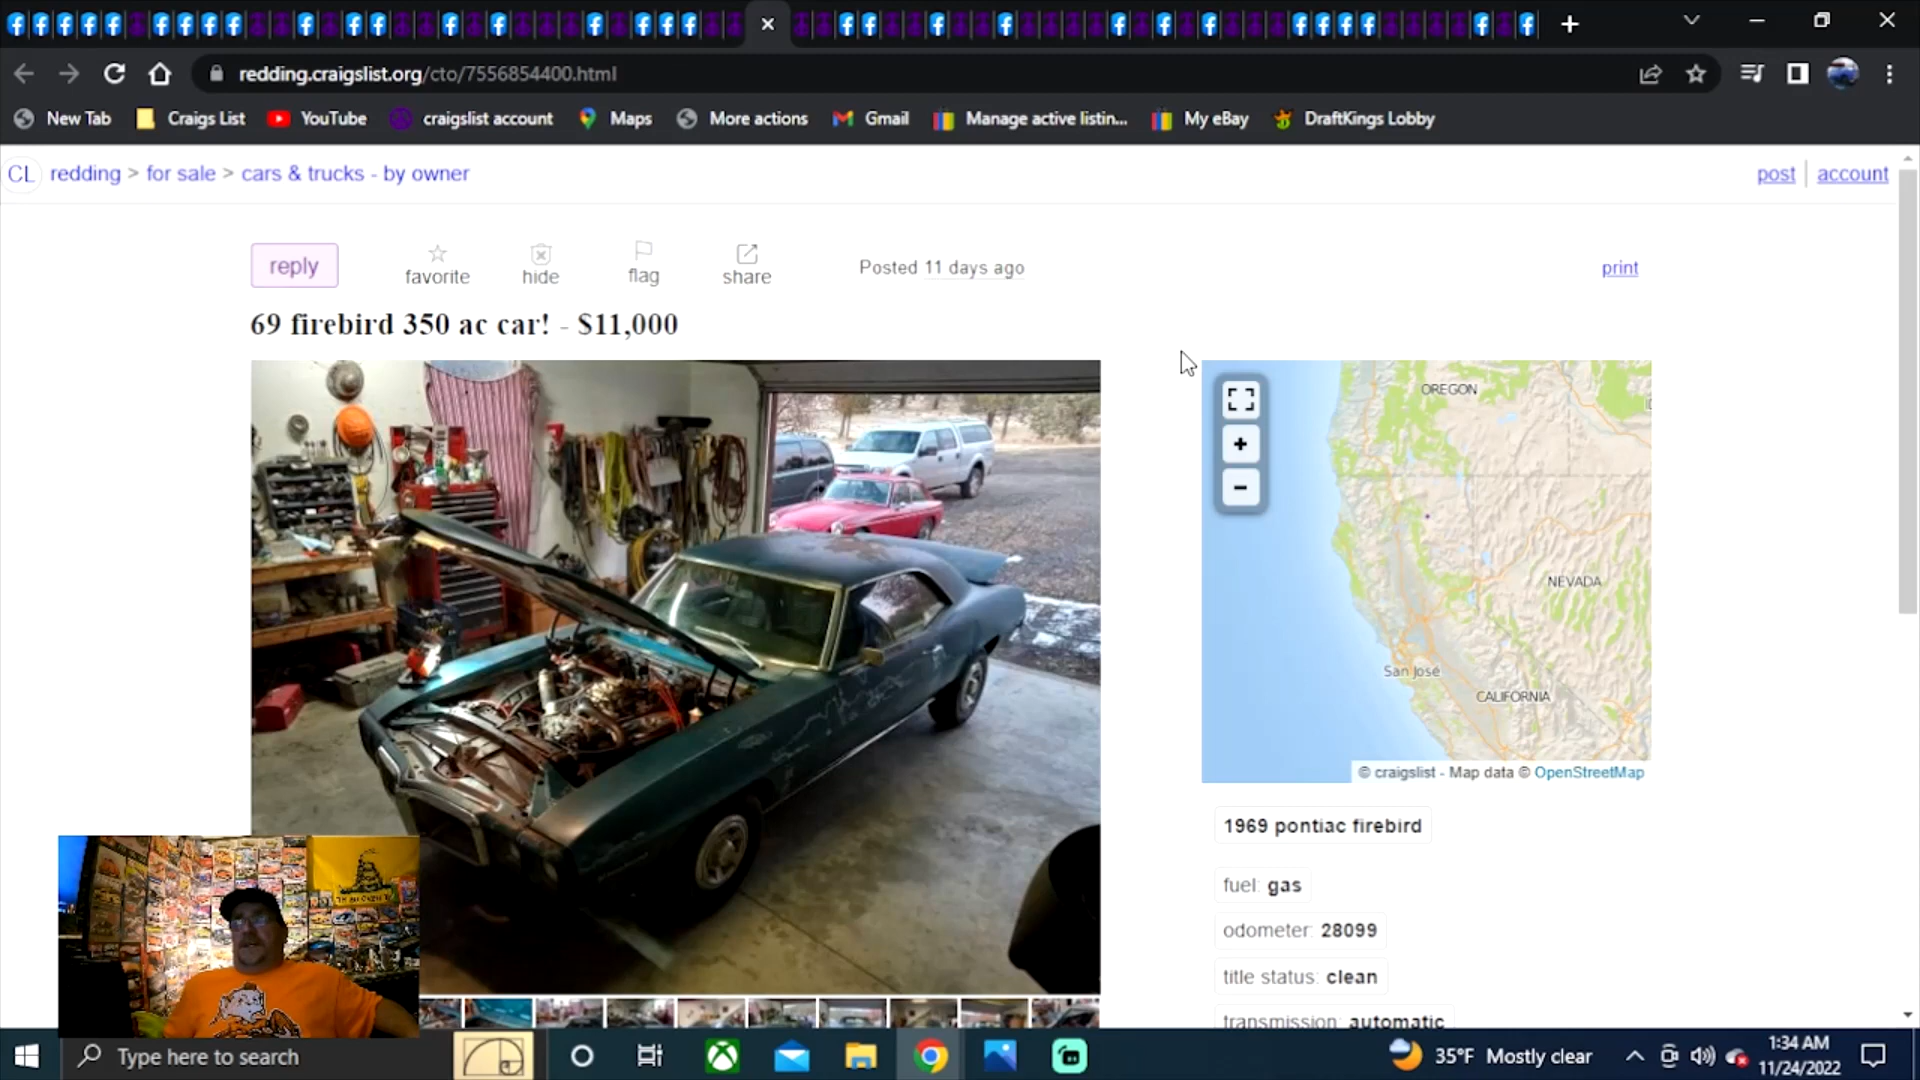 redding.craigslist.org/cto/7556854400.html
New Tab
Craigs List
YouTube
craigslist account
Maps
More actions
Gmail
Manage active listin...
My eBay
DraftKings Lobby
CL redding > for sale > cars & trucks - by owner
post
account
reply
favorite
hide
flag
share
Posted 11 days ago
print
69 firebird 350 ac car! - $11,000
OREGON
NEVADA
San José
CALIFORNIA
© craigslist - Map data © OpenStreetMap
1969 pontiac firebird
fuel: gas
odometer: 28099
title status: clean
transmission: automatic
Type here to search
35°F Mostly clear
1:34 AM
11/24/2022